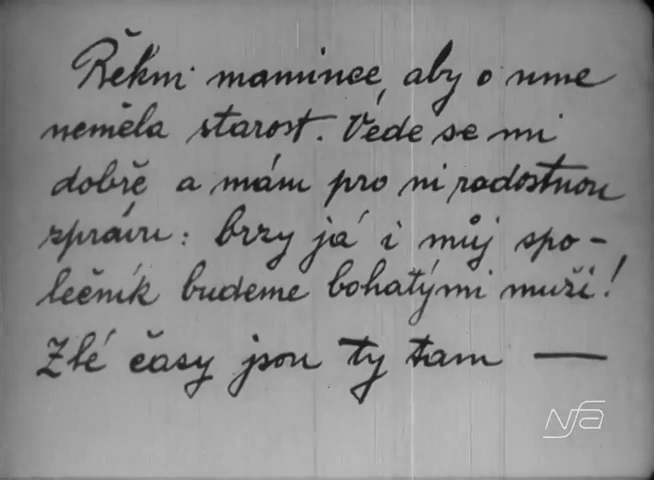 Řekni mamince, aby o mne
neměla starost. Vede se mi
dobře a mám pro ni radostnou
zprávu: brzy já i můj spo-
lečník budeme bohatými muži!
Zlé časy jsou ty tam —
nfa